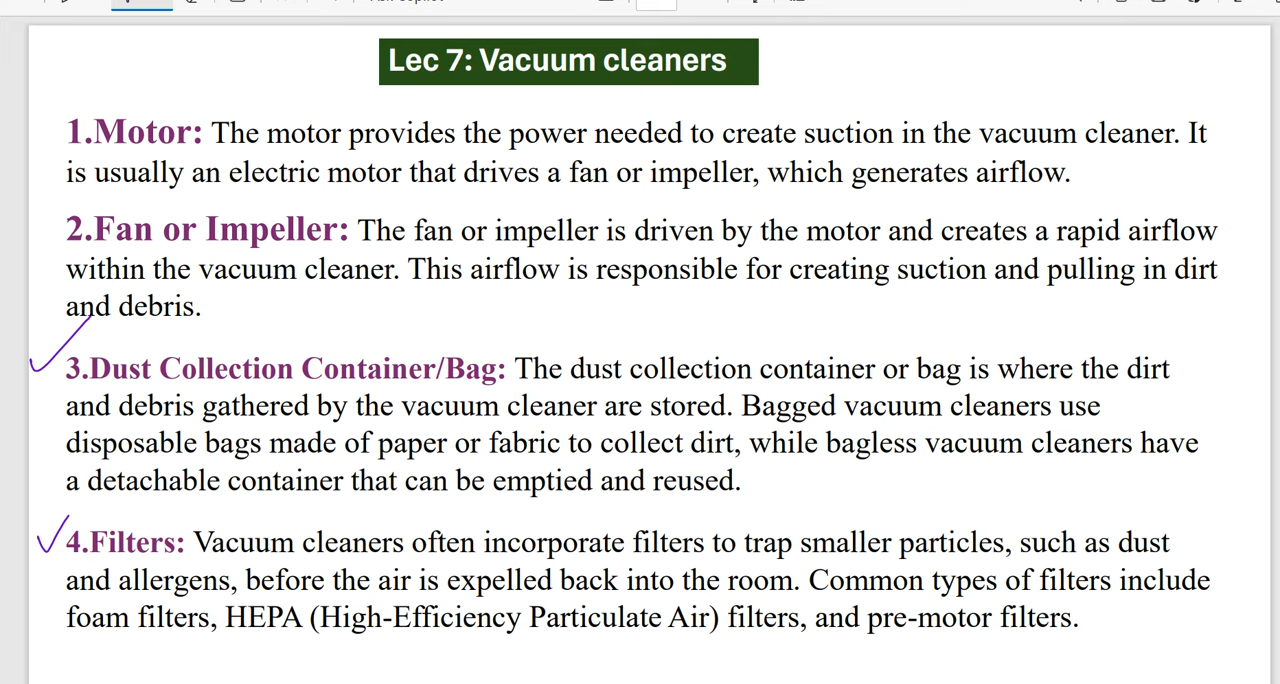 Lec 7: Vacuum cleaners
1.Motor: The motor provides the power needed to create suction in the vacuum cleaner. It
is usually an electric motor that drives a fan or impeller, which generates airflow.
2.Fan or Impeller: The fan or impeller is driven by the motor and creates a rapid airflow
within the vacuum cleaner. This airflow is responsible for creating suction and pulling in dirt
and debris.
3.Dust Collection Container/Bag: The dust collection container or bag is where the dirt
and debris gathered by the vacuum cleaner are stored. Bagged vacuum cleaners use
disposable bags made of paper or fabric to collect dirt, while bagless vacuum cleaners have
a detachable container that can be emptied and reused.
4.Filters: Vacuum cleaners often incorporate filters to trap smaller particles, such as dust
and allergens, before the air is expelled back into the room. Common types of filters include
foam filters, HEPA (High-Efficiency Particulate Air) filters, and pre-motor filters.